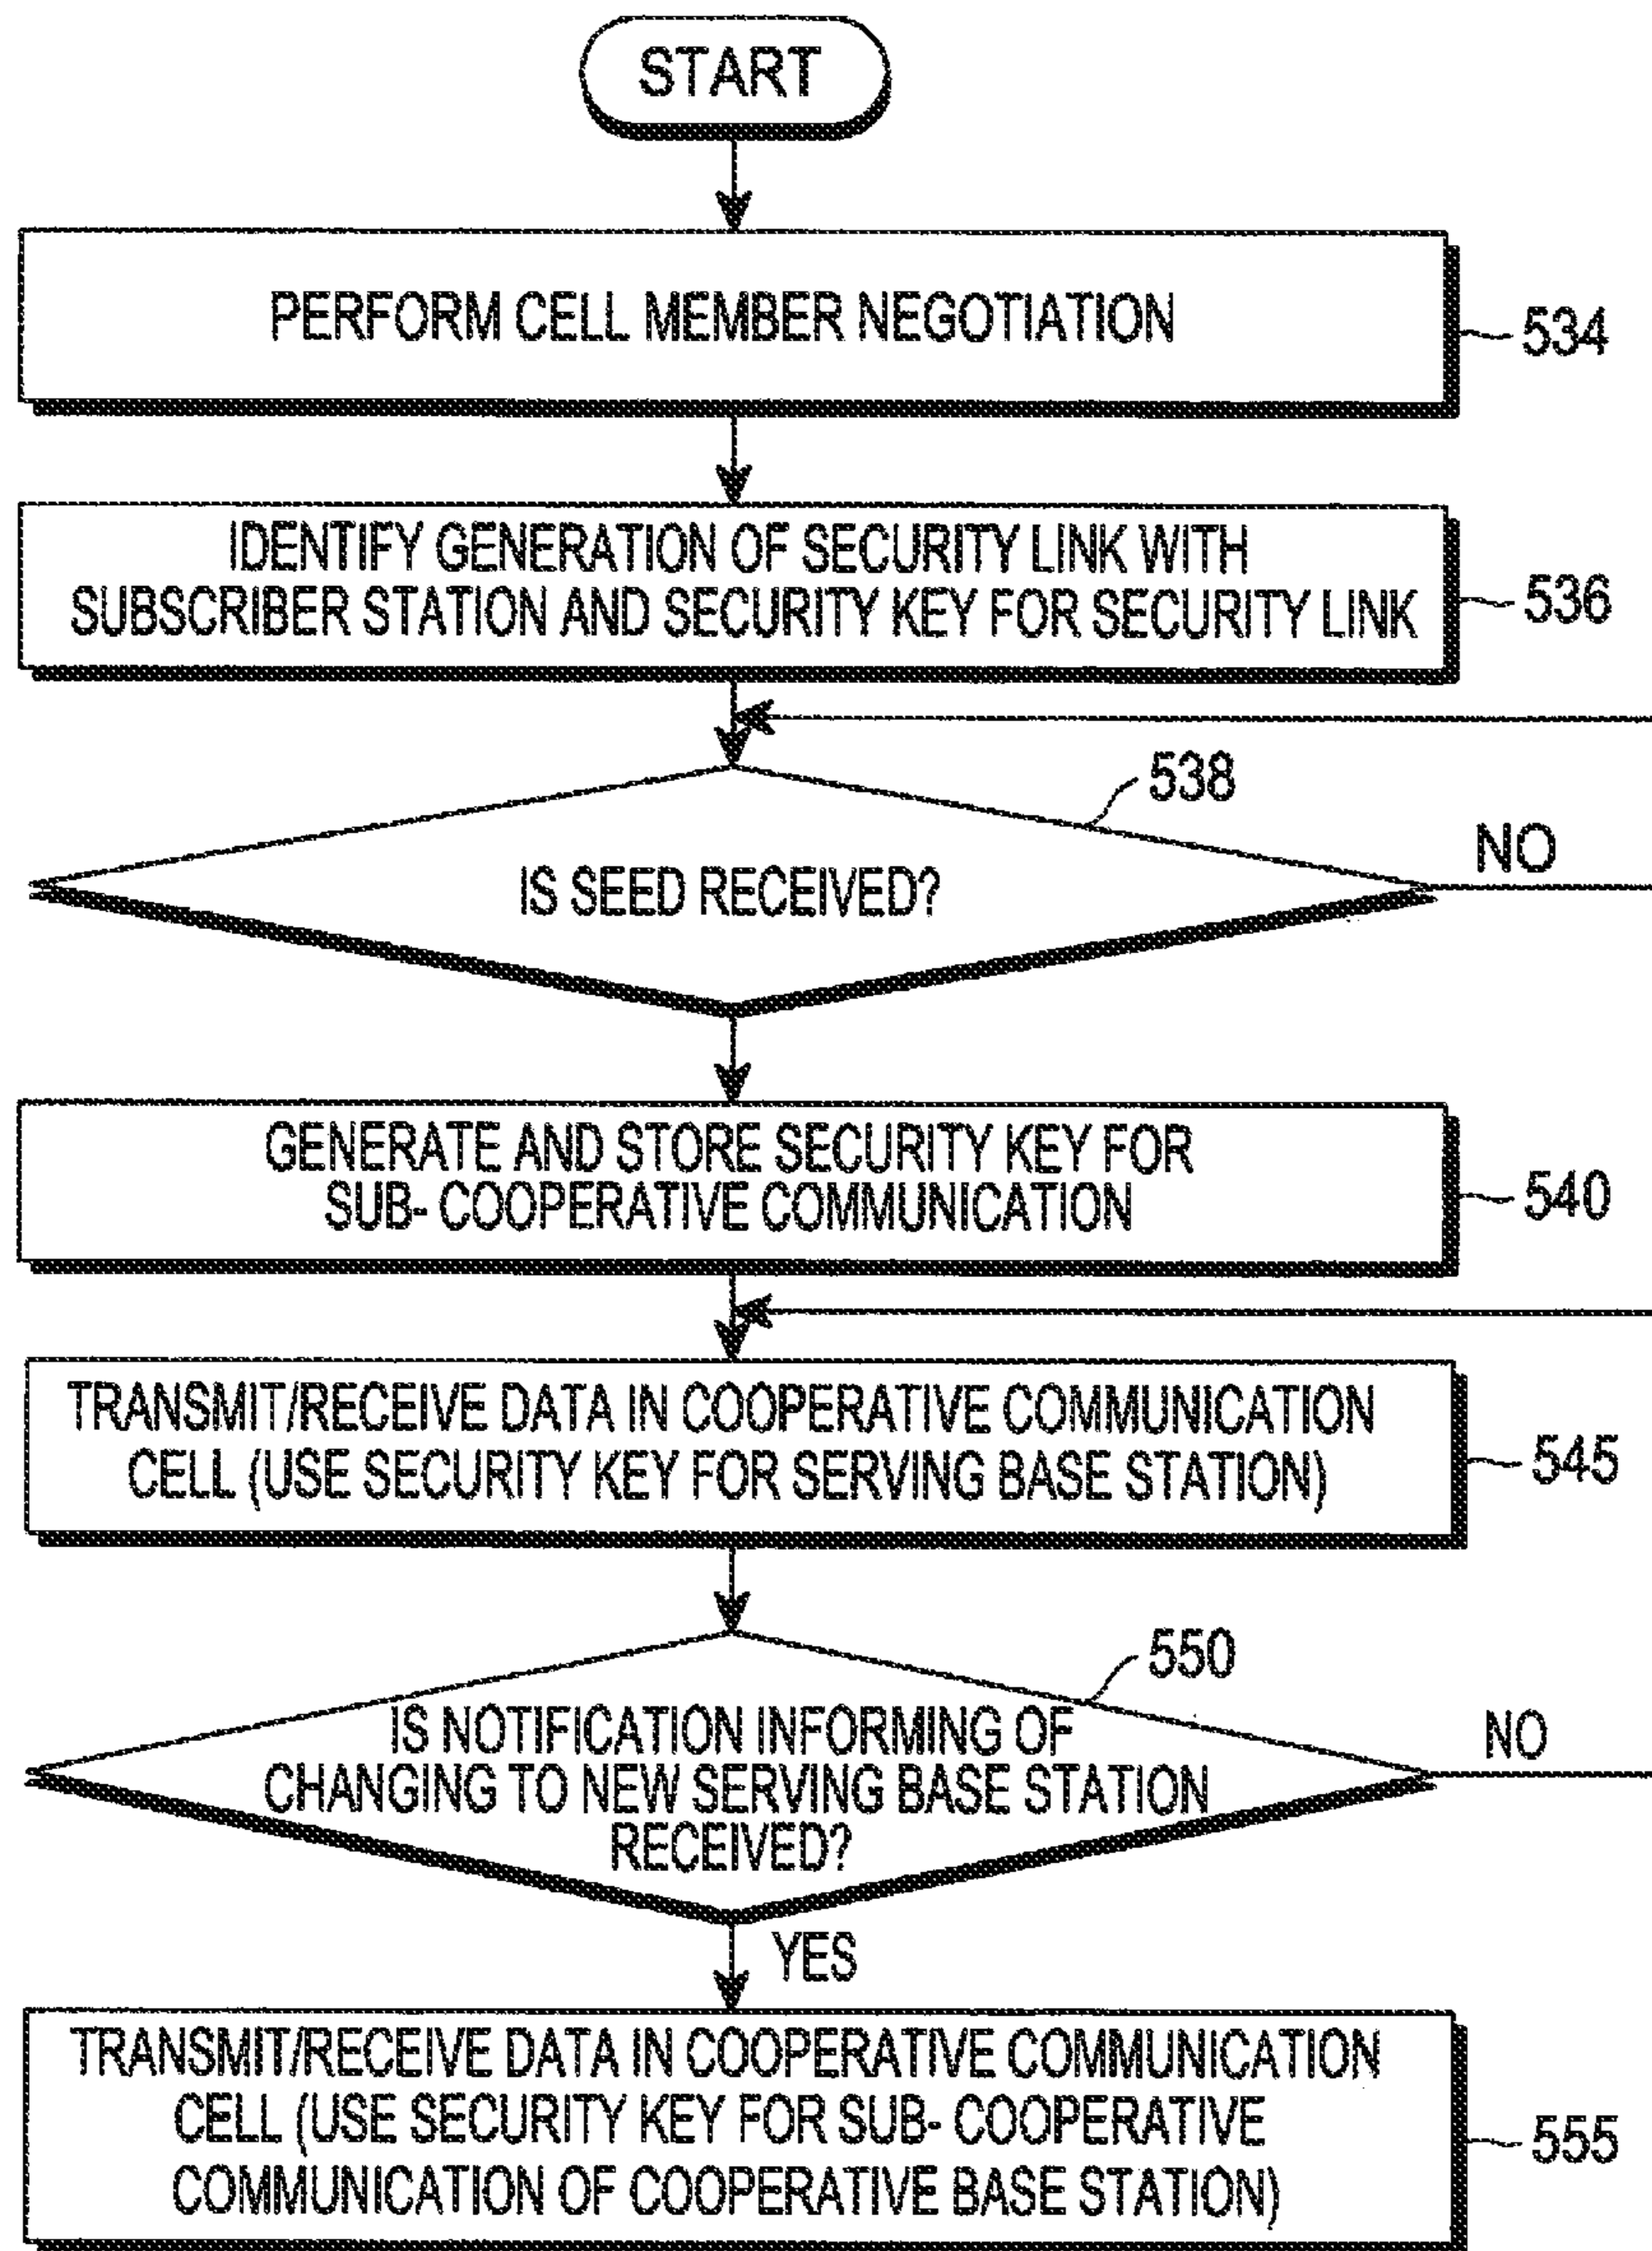 START
PERFORM CELL MEMBER NEGOTIATION
534
IDENTIFY GENERATION OF SECURITY LINK WITH
SUBSCRIBER STATION AND SECURITY KEY FOR SECURITY LINK
536
538
IS SEED RECEIVED?
NO
GENERATE AND STORE SECURITY KEY FOR
SUB- COOPERATIVE COMMUNICATION
540
TRANSMIT/RECEIVE DATA IN COOPERATIVE COMMUNICATION
CELL (USE SECURITY KEY FOR SERVING BASE STATION)
545
550
IS NOTIFICATION INFORMING OF
CHANGING TO NEW SERVING BASE STATION
RECEIVED?
NO
YES
TRANSMIT/RECEIVE DATA IN COOPERATIVE COMMUNICATION
CELL (USE SECURITY KEY FOR SUB- COOPERATIVE
COMMUNICATION OF COOPERATIVE BASE STATION)
555